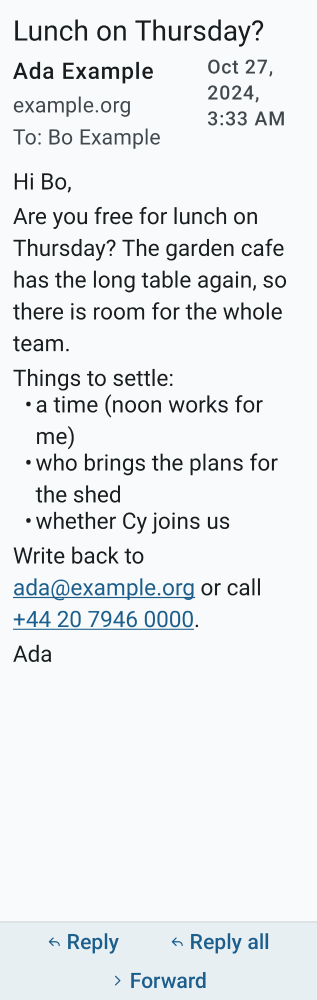 Lunch on Thursday?
Ada Example
Oct 27,
2024,
3:33 AM
example.org
To: Bo Example
Hi Bo,
Are you free for lunch on
Thursday? The garden cafe
has the long table again, so
there is room for the whole
team.
Things to settle:
• a time (noon works for
me)
• who brings the plans for
the shed
• whether Cy joins us
Write back to
ada@example.org or call
+44 20 7946 0000.
Ada
Reply
Reply all
Forward